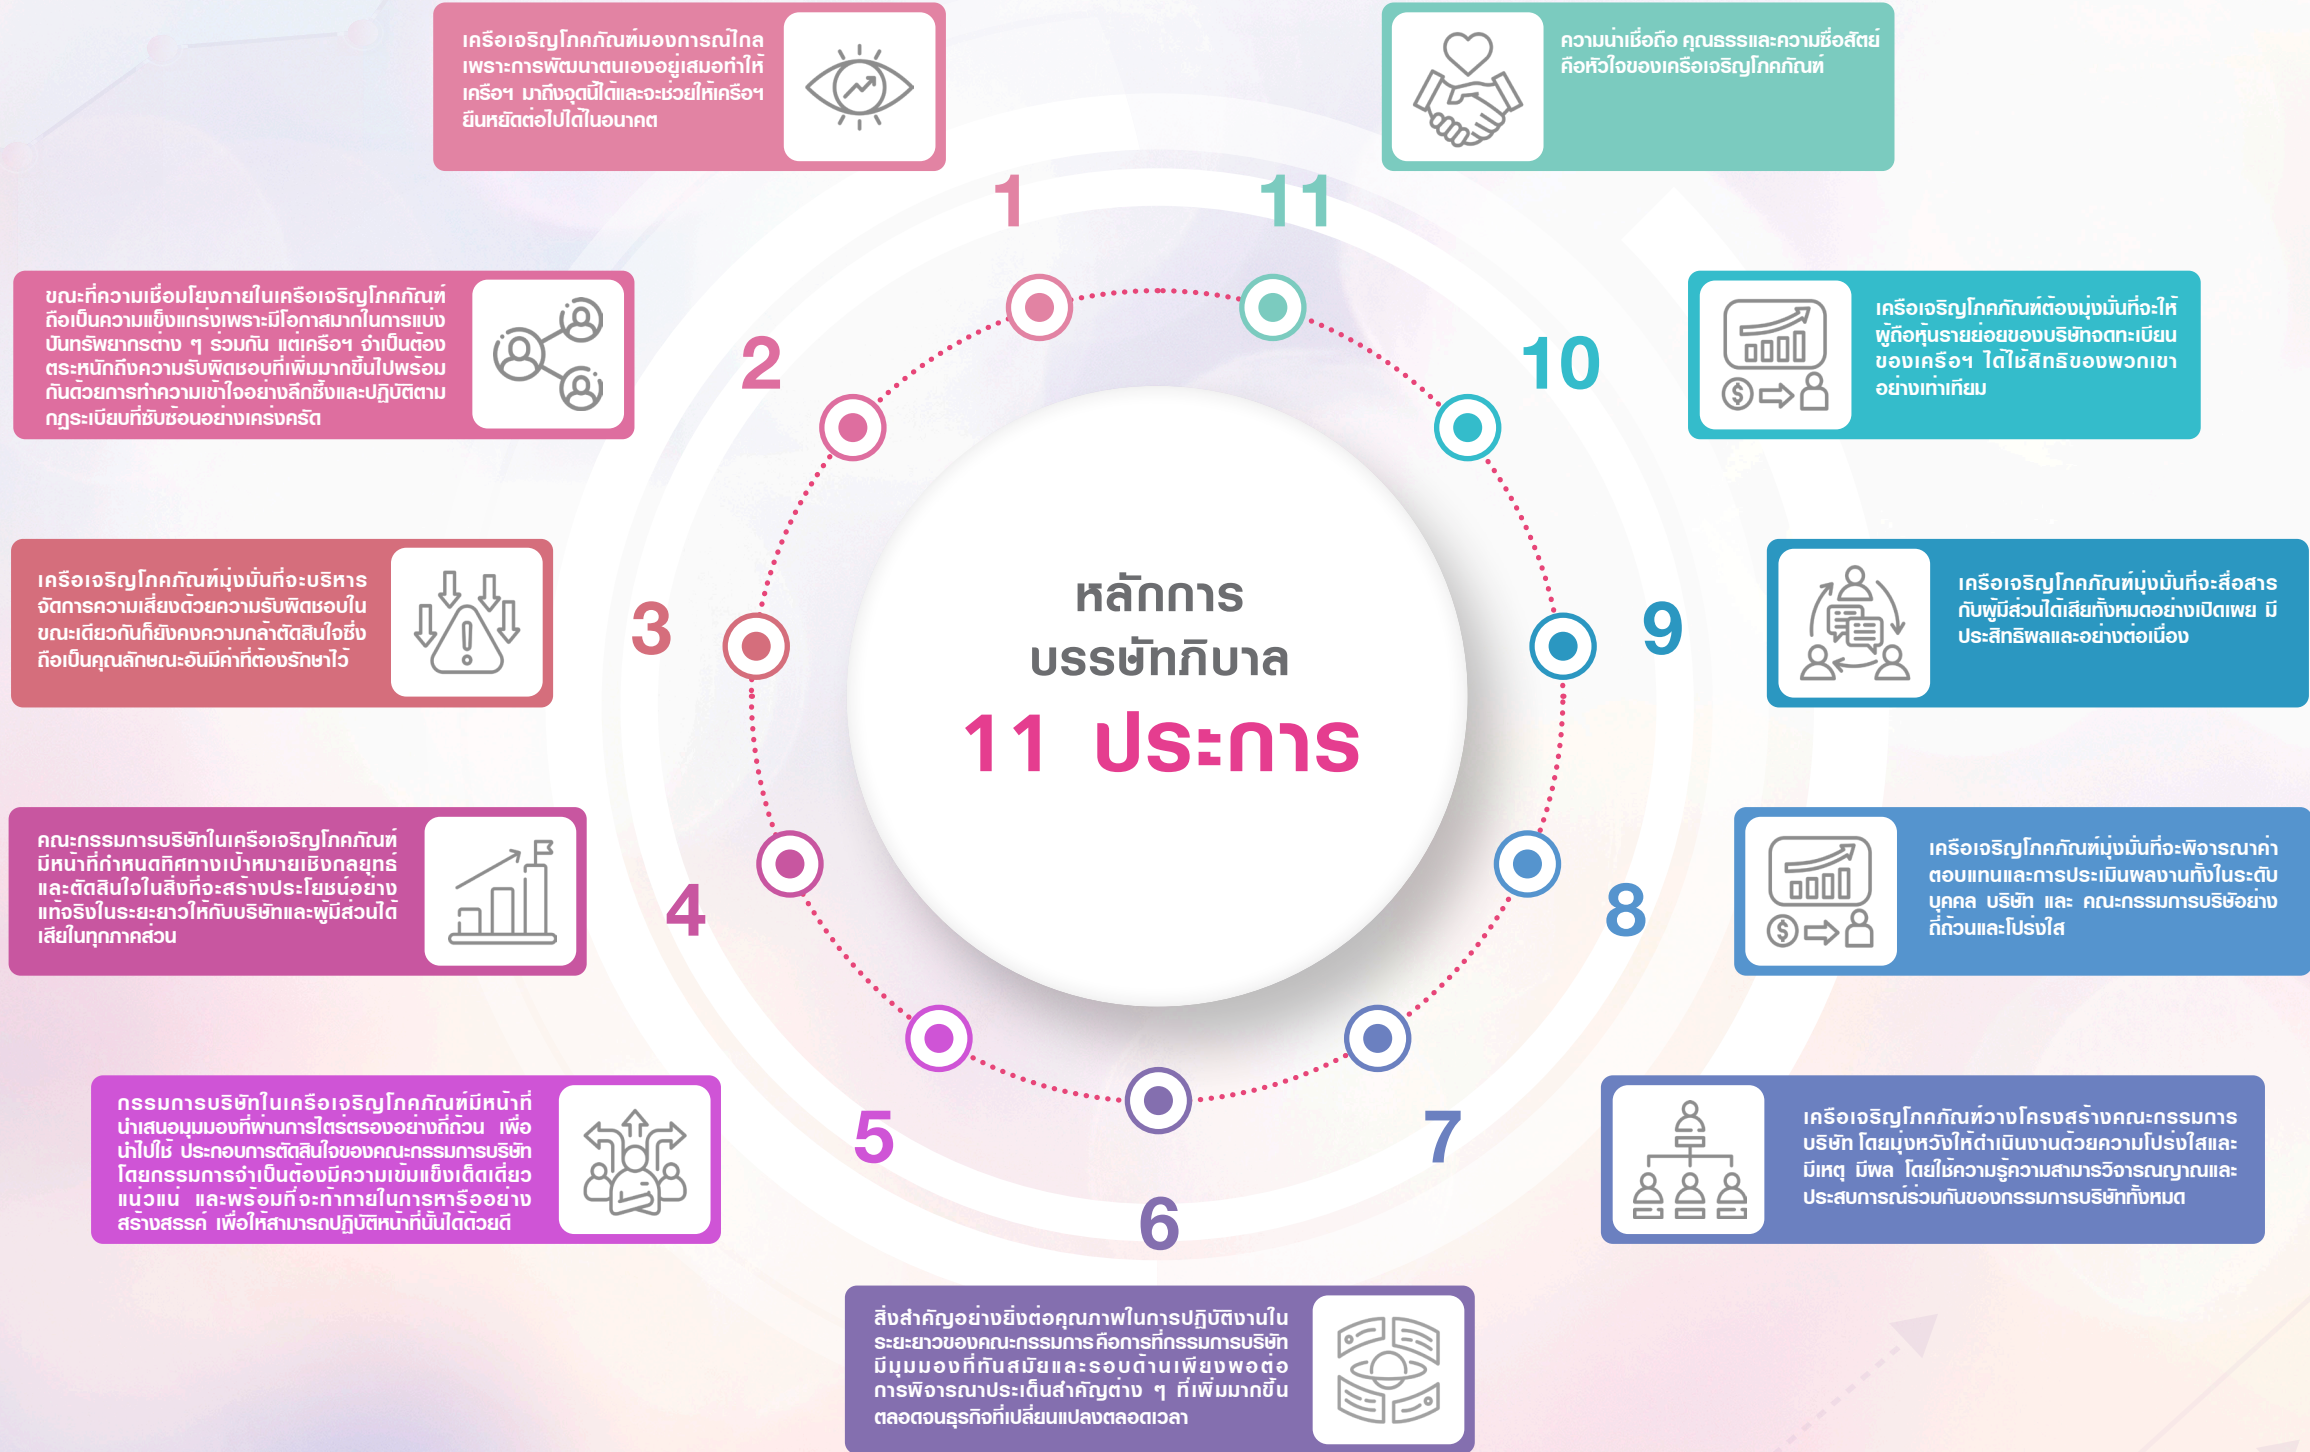 หลักการ
บรรษัทภิบาล
11 ประการ
1
เครือเจริญโภคภัณฑ์มองการณ์ไกล
เพราะการพัฒนาตนเองอยู่เสมอทำให้
เครือฯ มาถึงจุดนี้ได้และจะช่วยให้เครือฯ
ยืนหยัดต่อไปได้ในอนาคต
2
ขณะที่ความเชื่อมโยงภายในเครือเจริญโภคภัณฑ์
ถือเป็นความแข็งแกร่งเพราะมีโอกาสมากในการแบ่ง
ปันทรัพยากรต่าง ๆ ร่วมกัน แต่เครือฯ จำเป็นต้อง
ตระหนักถึงความรับผิดชอบที่เพิ่มมากขึ้นไปพร้อม
กันด้วยการทำความเข้าใจอย่างลึกซึ้งและปฏิบัติตาม
กฎระเบียบที่ซับซ้อนอย่างเคร่งครัด
3
เครือเจริญโภคภัณฑ์มุ่งมั่นที่จะบริหาร
จัดการความเสี่ยงด้วยความรับผิดชอบใน
ขณะเดียวกันก็ยังคงความกล้าตัดสินใจซึ่ง
ถือเป็นคุณลักษณะอันมีค่าที่ต้องรักษาไว้
4
คณะกรรมการบริษัทในเครือเจริญโภคภัณฑ์
มีหน้าที่กำหนดทิศทางเป้าหมายเชิงกลยุทธ์
และตัดสินใจในสิ่งที่จะสร้างประโยชน์อย่าง
แท้จริงในระยะยาวให้กับบริษัทและผู้มีส่วนได้
เสียในทุกภาคส่วน
5
กรรมการบริษัทในเครือเจริญโภคภัณฑ์มีหน้าที่
นำเสนอมุมมองที่ผ่านการไตร่ตรองอย่างถี่ถ้วน เพื่อ
นำไปใช้ ประกอบการตัดสินใจของคณะกรรมการบริษัท
โดยกรรมการจำเป็นต้องมีความเข้มแข็งเด็ดเดี่ยว
แน่วแน่ และพร้อมที่จะท้าทายในการหารืออย่าง
สร้างสรรค์ เพื่อให้สามารถปฏิบัติหน้าที่นั้นได้ด้วยดี
6
สิ่งสำคัญอย่างยิ่งต่อคุณภาพในการปฏิบัติงานใน
ระยะยาวของคณะกรรมการ คือการที่กรรมการบริษัท
มีมุมมองที่ทันสมัยและรอบด้านเพียงพอต่อ
การพิจารณาประเด็นสำคัญต่าง ๆ ที่เพิ่มมากขึ้น
ตลอดจนธุรกิจที่เปลี่ยนแปลงตลอดเวลา
7
เครือเจริญโภคภัณฑ์วางโครงสร้างคณะกรรมการ
บริษัท โดยมุ่งหวังให้ดำเนินงานด้วยความโปร่งใสและ
มีเหตุ มีผล โดยใช้ความรู้ความสามารวิจารณญาณและ
ประสบการณ์ร่วมกันของกรรมการบริษัททั้งหมด
8
เครือเจริญโภคภัณฑ์มุ่งมั่นที่จะพิจารณาค่า
ตอบแทนและการประเมินผลงานทั้งในระดับ
บุคคล บริษัท และ คณะกรรมการบริษัอย่าง
ถี่ถ้วนและโปร่งใส
9
เครือเจริญโภคภัณฑ์มุ่งมั่นที่จะสื่อสาร
กับผู้มีส่วนได้เสียทั้งหมดอย่างเปิดเผย มี
ประสิทธิผลและอย่างต่อเนื่อง
10
เครือเจริญโภคภัณฑ์ต้องมุ่งมั่นที่จะให้
ผู้ถือหุ้นรายย่อยของบริษัทจดทะเบียน
ของเครือฯ ได้ใช้สิทธิของพวกเขา
อย่างเท่าเทียม
11
ความน่าเชื่อถือ คุณธรรและความซื่อสัตย์
คือหัวใจของเครือเจริญโภคภัณฑ์